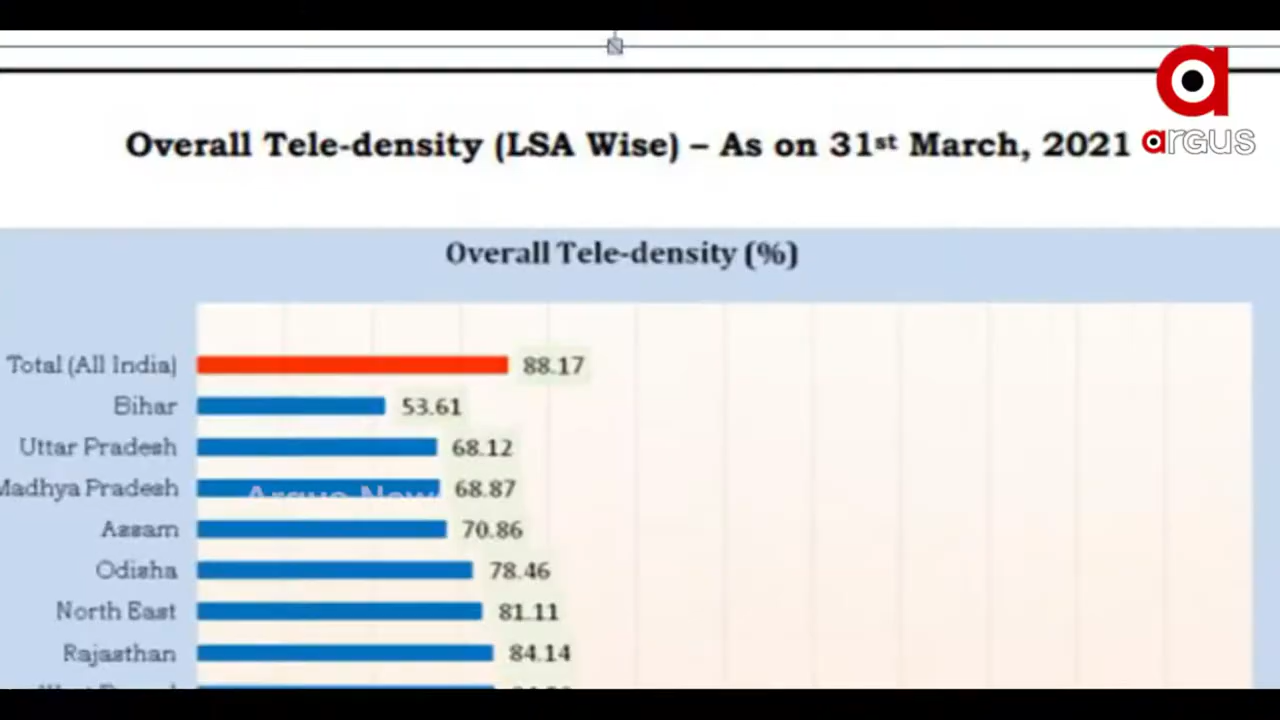 argus
Overall Tele-density (LSA Wise) – As on 31st March, 2021
Overall Tele-density (%)
Total (All India) 88.17
Bihar 53.61
Uttar Pradesh 68.12
Madhya Pradesh 68.87
Argus News
Assam 70.86
Odisha 78.46
North East 81.11
Rajasthan 84.14